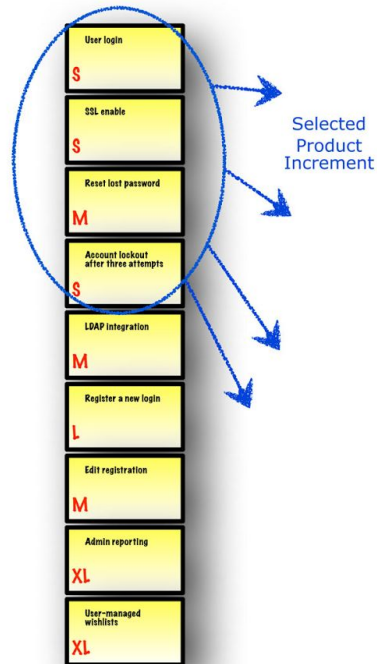 User login
S
SSL enable
S
Selected
Product
Increment
Reset lost password
M
Account lockout
after three attempts
S
LDAP integration
M
Register a new login
L
Edit registration
M
Admin reporting
XL
User-managed
wishlists
XL